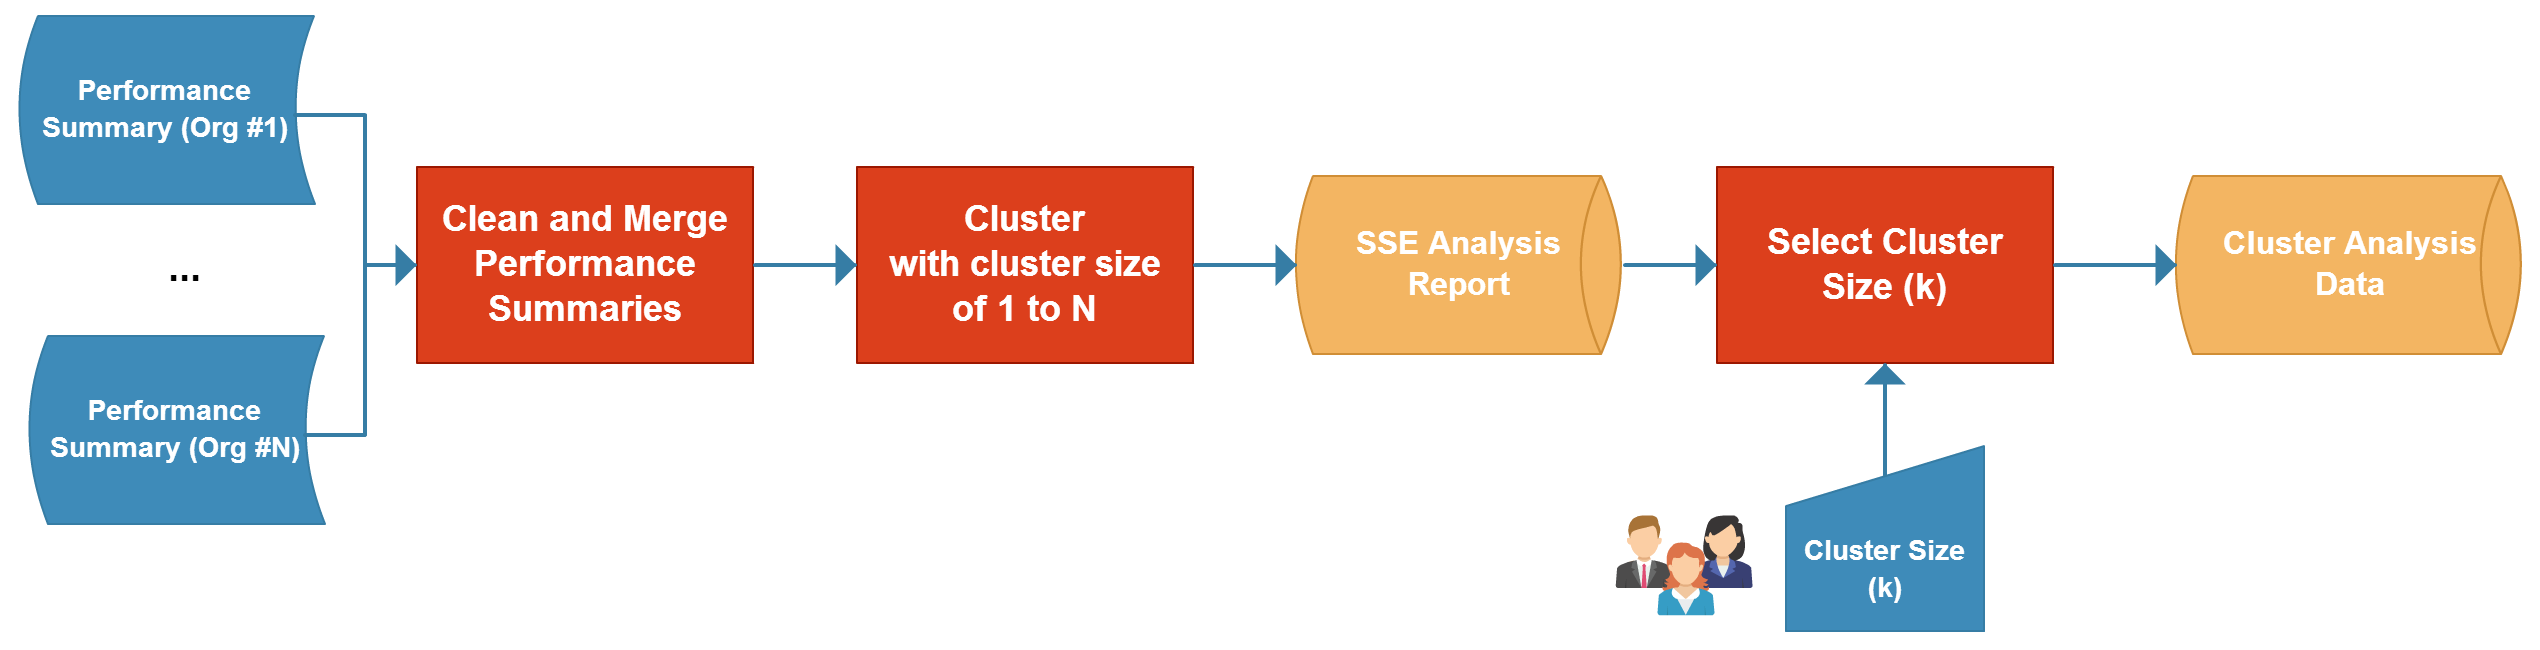 Performance
Summary (Org #1)
...
Performance
Summary (Org #N)
Clean and Merge
Performance
Summaries
Cluster
with cluster size
of 1 to N
SSE Analysis
Report
Select Cluster
Size (k)
Cluster Size
(k)
Cluster Analysis
Data